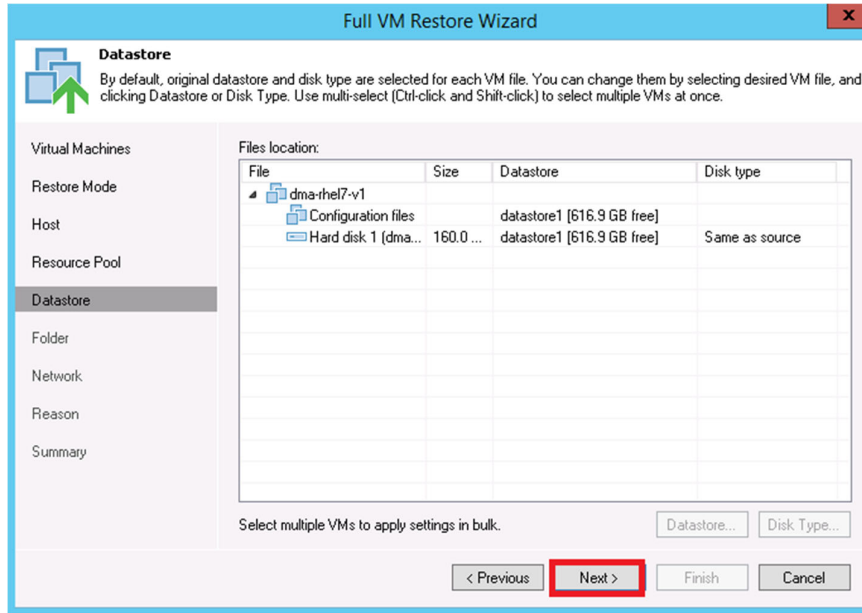 Full VM Restore Wizard
x
Datastore
By default, original datastore and disk type are selected for each VM file. You can change them by selecting desired VM file, and
clicking Datastore or Disk Type. Use multi-select (Ctrl-click and Shift-click) to select multiple VMs at once.
Virtual Machines
Restore Mode
Host
Resource Pool
Datastore
Folder
Network
Reason
Summary
Files location:
File Size Datastore Disk type
dma-rhel7-v1
Configuration files datastore1 [616.9 GB free]
Hard disk 1 (dma... 160.0 ... datastore1 [616.9 GB free] Same as source
Select multiple VMs to apply settings in bulk.
Datastore... Disk Type...
< Previous Next > Finish Cancel